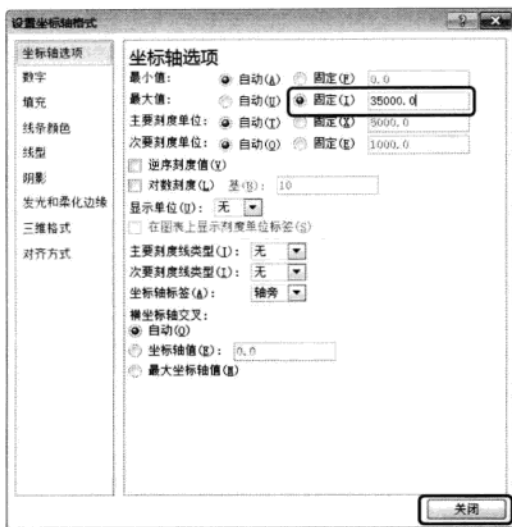 设置坐标轴格式
坐标轴选项
数字
填充
线条颜色
线型
阴影
发光和柔化边缘
三维格式
对齐方式
坐标轴选项
最小值: 自动(A) 固定(F) 0.0
最大值: 自动(U) 固定(I) 35000.0
主要刻度单位: 自动(T) 固定(X) 5000.0
次要刻度单位: 自动(O) 固定(E) 1000.0
逆序刻度值(V)
对数刻度(L) 基(B): 10
显示单位(U): 无
在图表上显示刻度单位标签(S)
主要刻度线类型(J): 无
次要刻度线类型(I): 无
坐标轴标签(A): 轴旁
横坐标轴交叉:
自动(O)
坐标轴值(E): 0.0
最大坐标轴值(M)
关闭